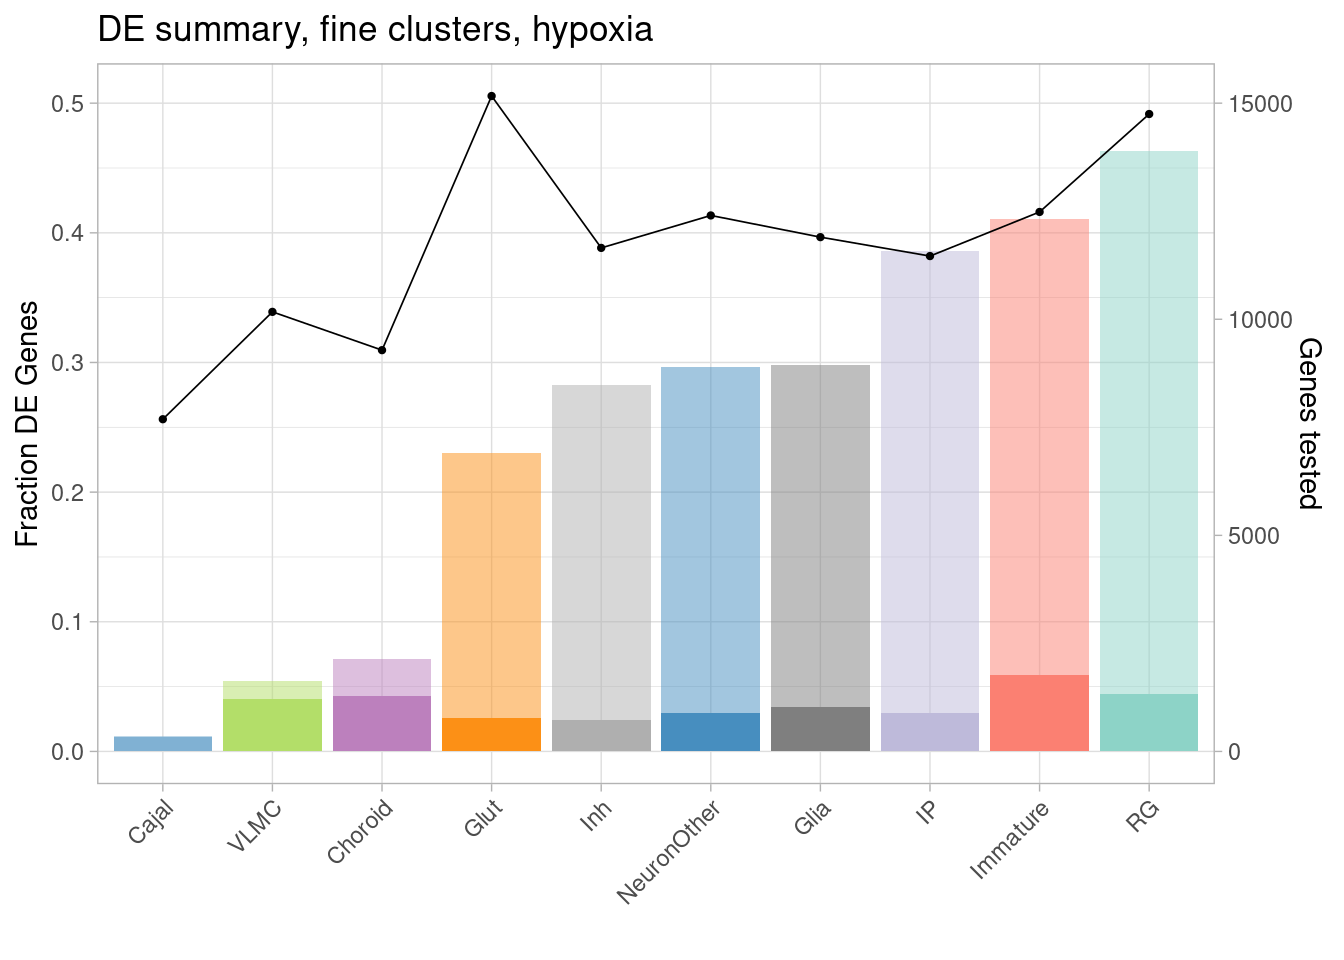 DE summary, fine clusters, hypoxia
Fraction DE Genes
0.5
0.4
0.3
0.2
0.1
0.0
15000
10000
5000
0
Genes tested
Cajal
VLMC
Choroid
Glut
Inh
NeuronOther
Glia
IP
Immature
RG